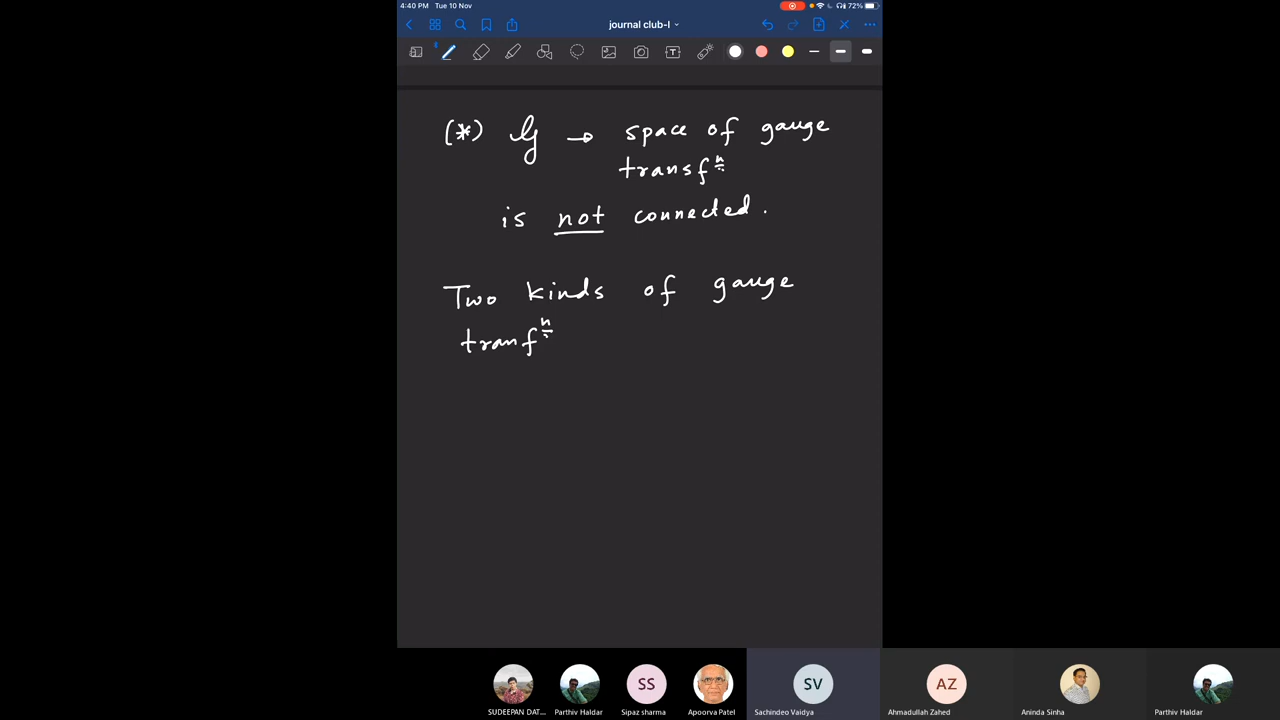 4:40 PM Tue 10 Nov
72%
journal club-I
(*) 𝒢 → space of gauge
transfⁿ
is not connected.
Two kinds of gauge
tranfⁿ
SUDEEPAN DAT...
Parthiv Haldar
SS
Sipaz sharma
Apoorva Patel
SV
Sachindeo Vaidya
AZ
Ahmadullah Zahed
Aninda Sinha
Parthiv Haldar